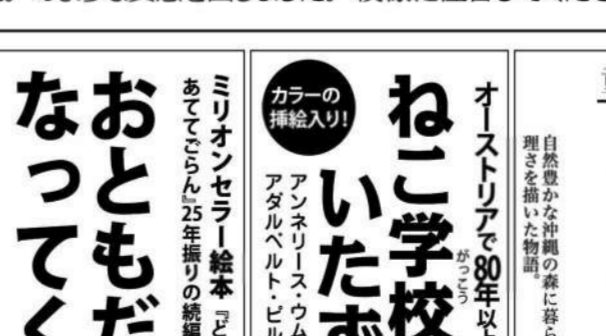 自然豊かな沖縄の森に暮ら
理さを描いた物語。
オーストリアで80年以
ねこ学校
がっこう
いたず
カラーの
挿絵入り!
アンネリース・ウム
アダルベルト・ピル
ミリオンセラー絵本『ど
あててごらん』25年振りの続編
おともだ
なってく